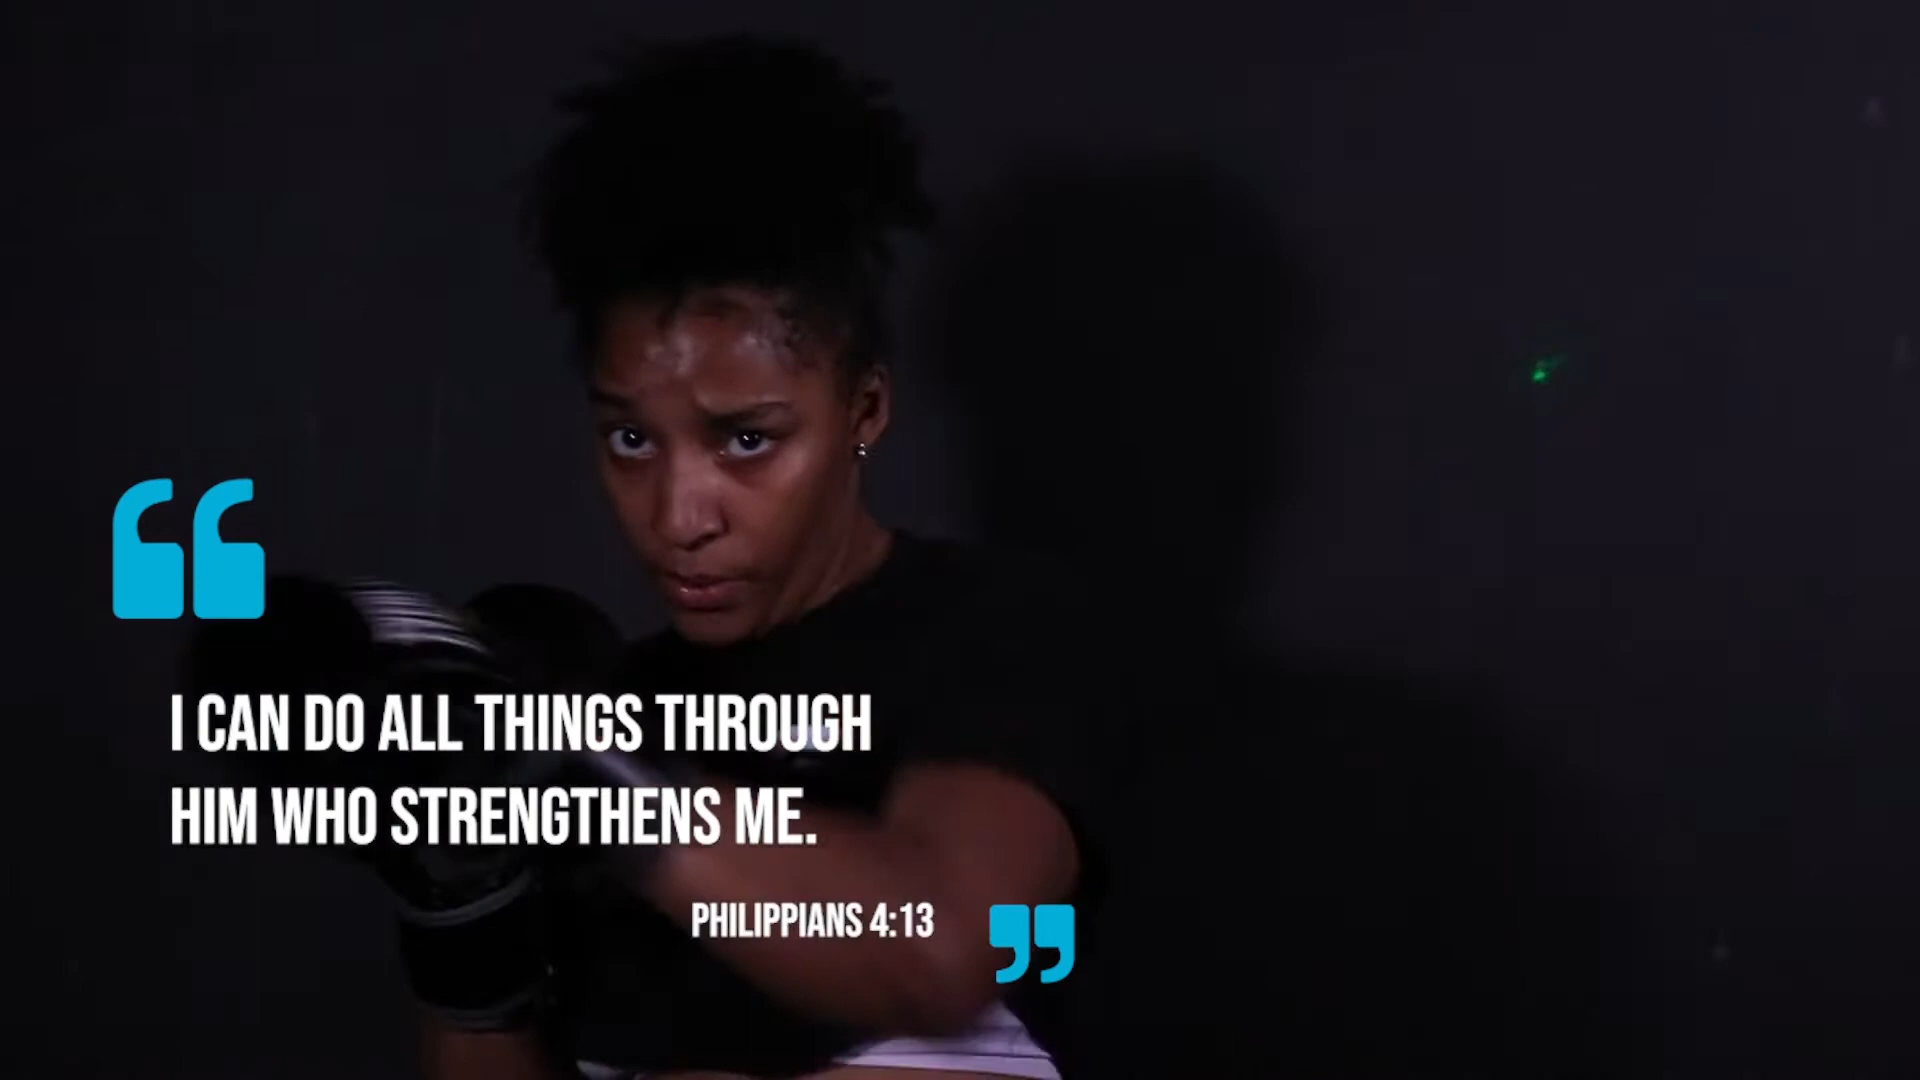 “
I CAN DO ALL THINGS THROUGH
HIM WHO STRENGTHENS ME.
PHILIPPIANS 4:13
”